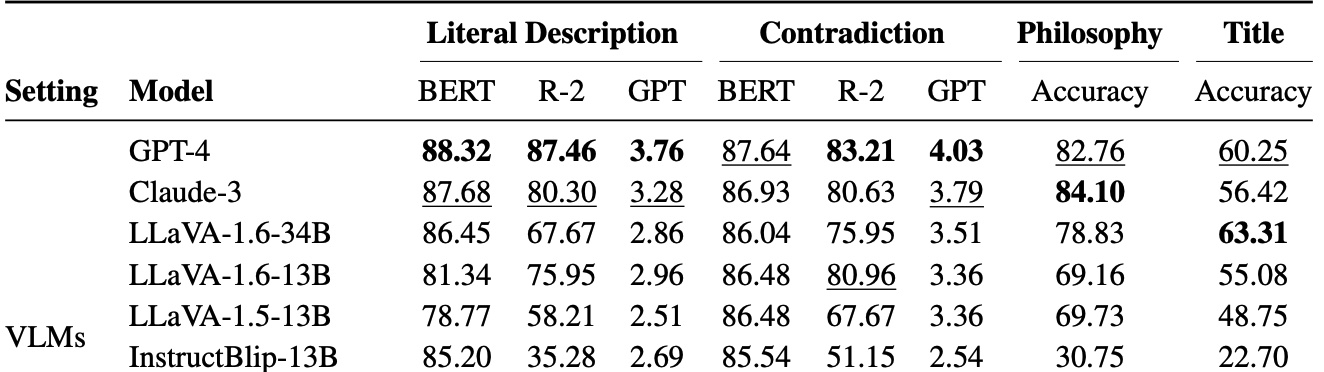 Literal Description Contradiction Philosophy Title
Setting Model BERT R-2 GPT BERT R-2 GPT Accuracy Accuracy
GPT-4 88.32 87.46 3.76 87.64 83.21 4.03 82.76 60.25
Claude-3 87.68 80.30 3.28 86.93 80.63 3.79 84.10 56.42
LLaVA-1.6-34B 86.45 67.67 2.86 86.04 75.95 3.51 78.83 63.31
LLaVA-1.6-13B 81.34 75.95 2.96 86.48 80.96 3.36 69.16 55.08
LLaVA-1.5-13B 78.77 58.21 2.51 86.48 67.67 3.36 69.73 48.75
VLMs
InstructBlip-13B 85.20 35.28 2.69 85.54 51.15 2.54 30.75 22.70